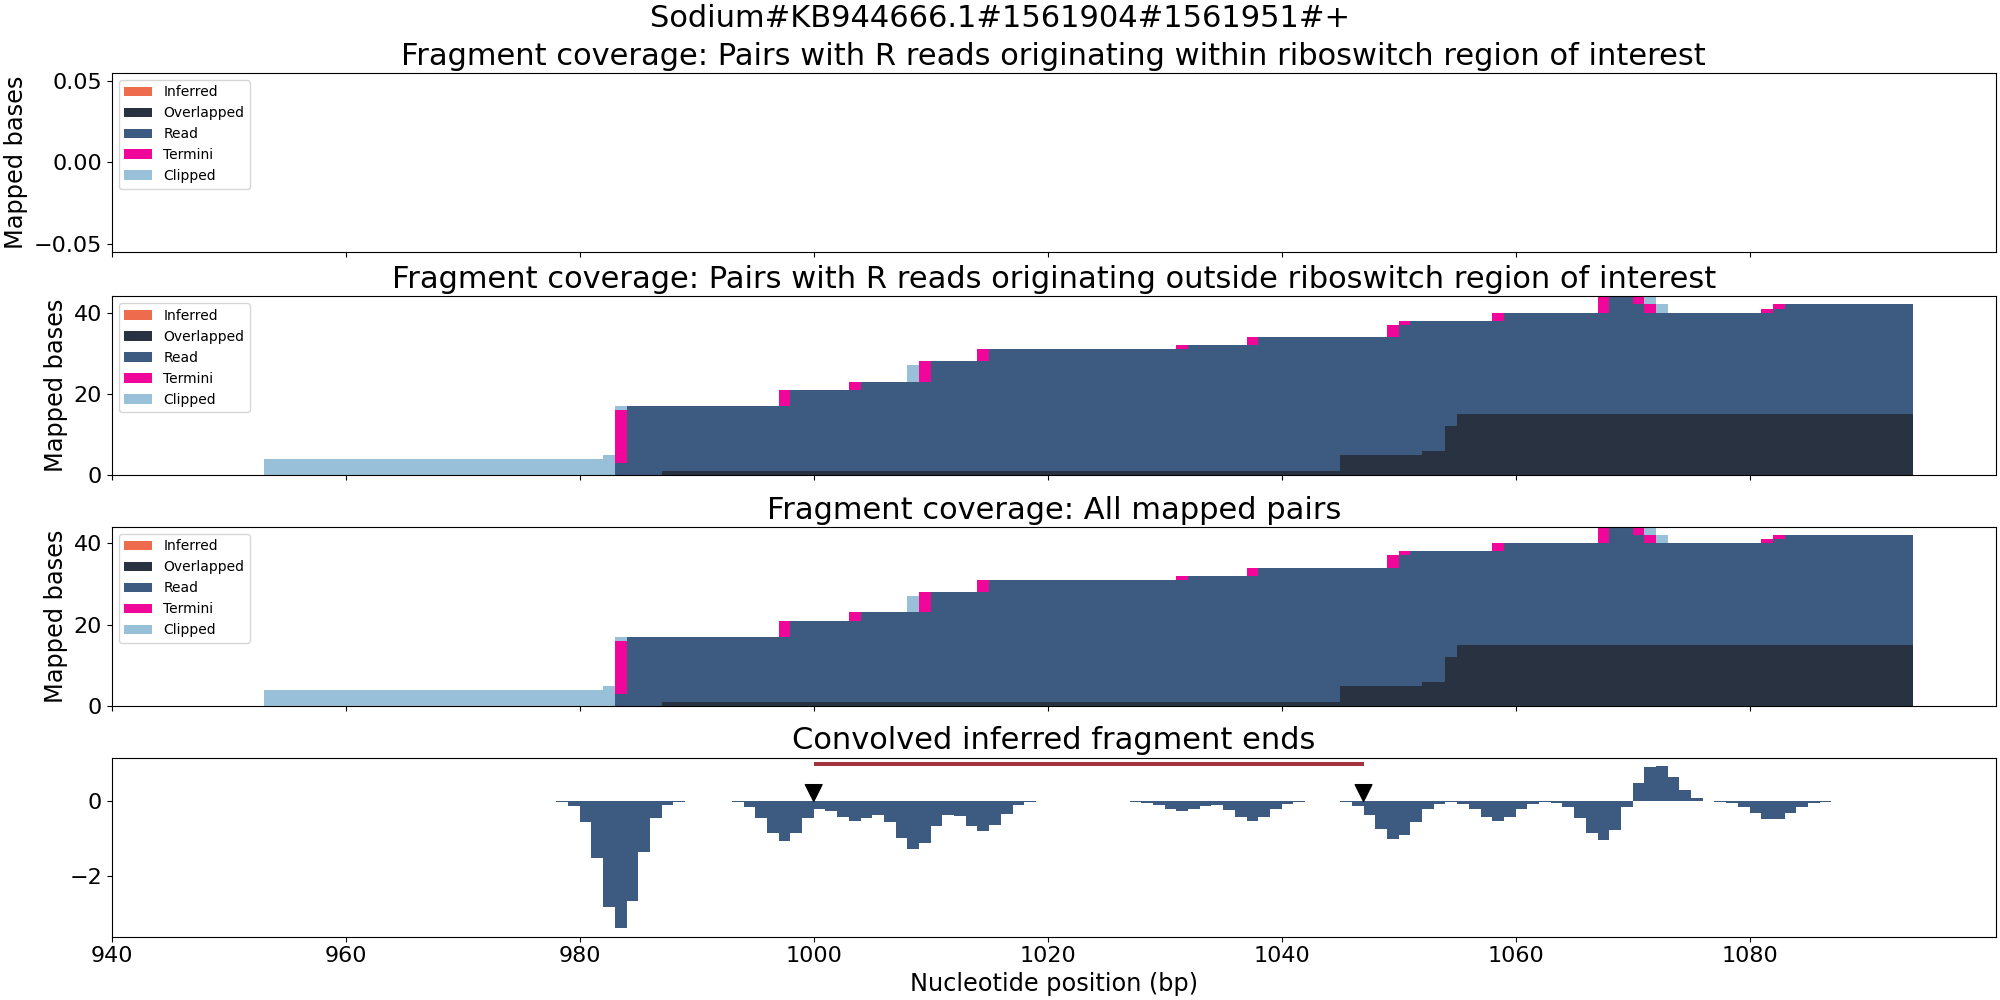 Sodium#KB944666.1#1561904#1561951#+
Fragment coverage: Pairs with R reads originating within riboswitch region of interest
Mapped bases
0.05
0.00
−0.05
Inferred
Overlapped
Read
Termini
Clipped
Fragment coverage: Pairs with R reads originating outside riboswitch region of interest
Mapped bases
40
20
0
Inferred
Overlapped
Read
Termini
Clipped
Fragment coverage: All mapped pairs
Mapped bases
40
20
0
Inferred
Overlapped
Read
Termini
Clipped
Convolved inferred fragment ends
0
−2
940 960 980 1000 1020 1040 1060 1080
Nucleotide position (bp)